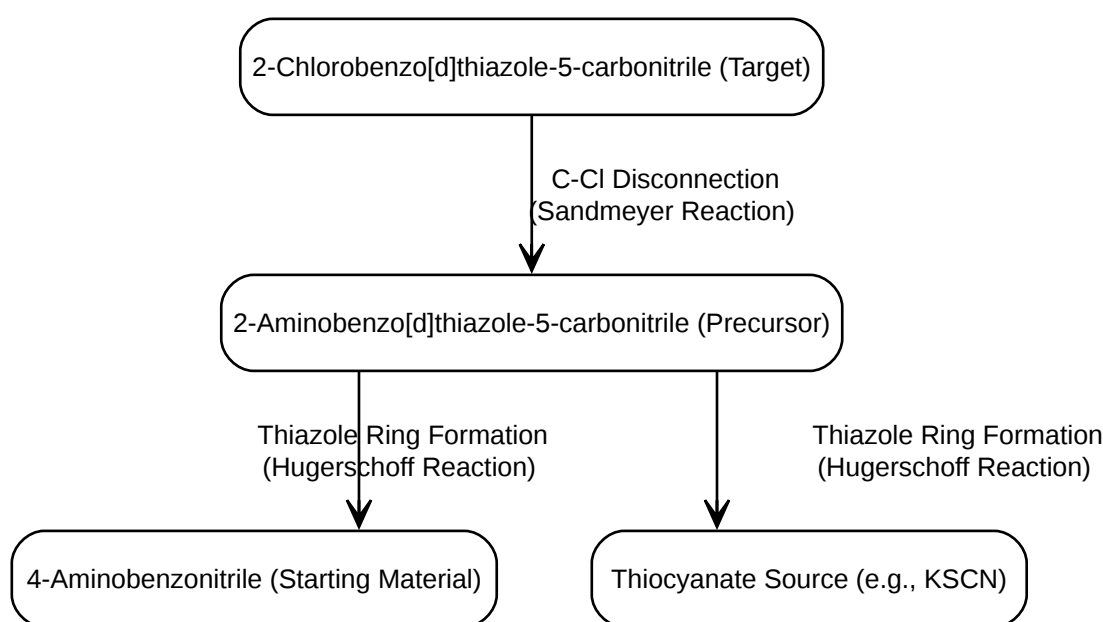 2-Chlorobenzo[d]thiazole-5-carbonitrile (Target)
C-Cl Disconnection
(Sandmeyer Reaction)
2-Aminobenzo[d]thiazole-5-carbonitrile (Precursor)
Thiazole Ring Formation
(Hugerschoff Reaction)
Thiazole Ring Formation
(Hugerschoff Reaction)
4-Aminobenzonitrile (Starting Material)
Thiocyanate Source (e.g., KSCN)